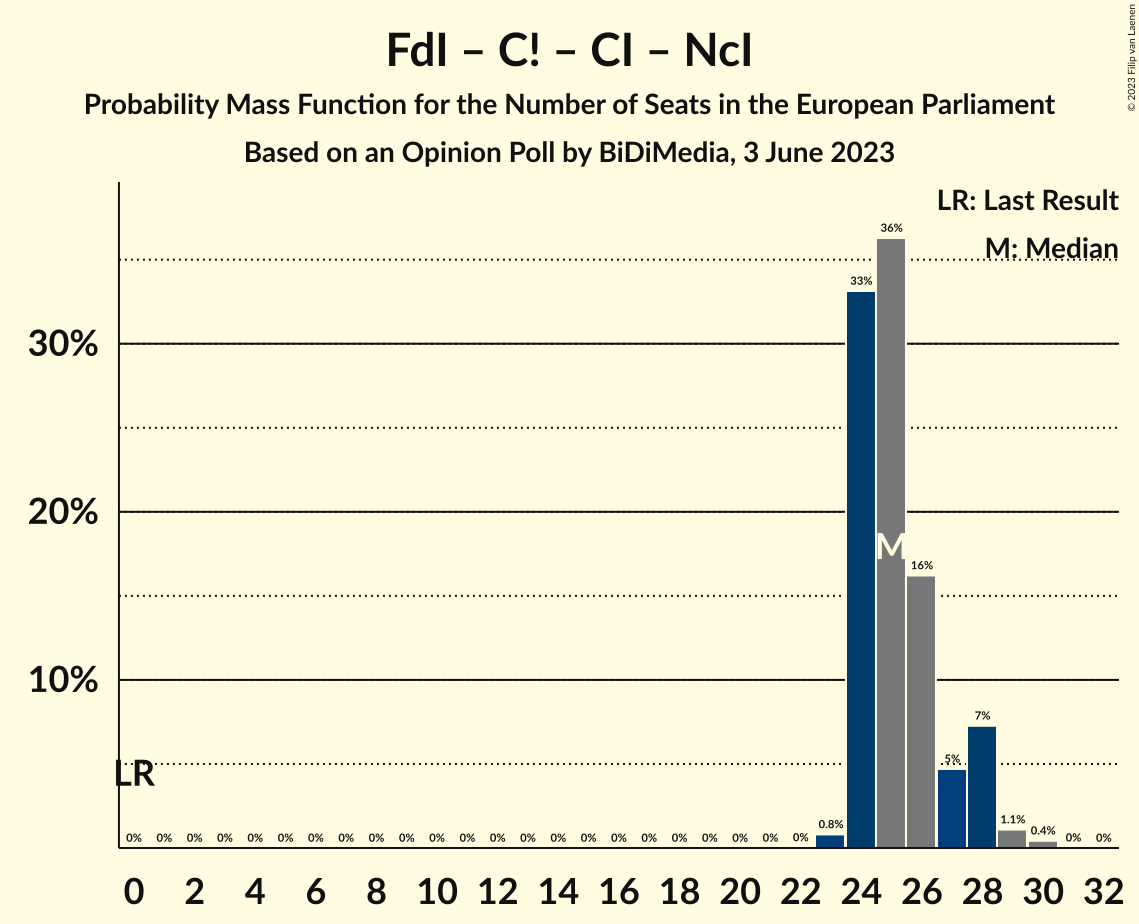 FdI – C! – CI – NcI
Probability Mass Function for the Number of Seats in the European Parliament
Based on an Opinion Poll by BiDiMedia, 3 June 2023
© 2023 Filip van Laenen
LR: Last Result
M: Median
30%
20%
10%
LR
M
0% 0% 0% 0% 0% 0% 0% 0% 0% 0% 0% 0% 0% 0% 0% 0% 0% 0% 0% 0% 0% 0% 0% 0.8% 33% 36% 16% 5% 7% 1.1% 0.4% 0% 0%
0 2 4 6 8 10 12 14 16 18 20 22 24 26 28 30 32